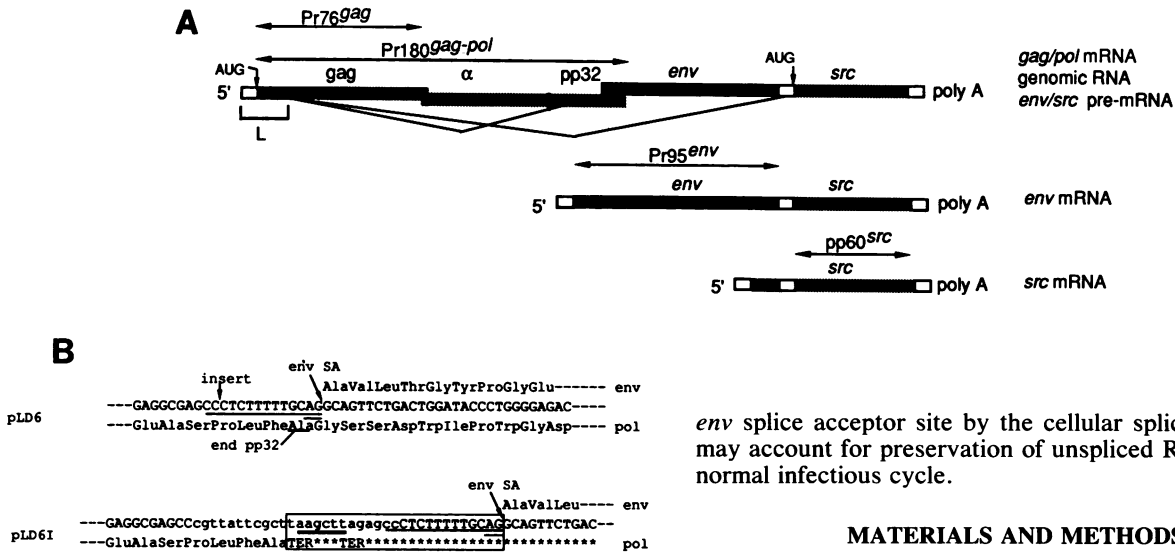 A
Pr76gag
Pr180gag-pol
AUG gag α pp32 env AUG src gag/pol mRNA
5' poly A genomic RNA
L env/src pre-mRNA
Pr95env
env src
5' poly A env mRNA
pp60src
src
5' poly A src mRNA
B
insert env SA
AlaValLeuThrGlyTyrProGlyGlu------ env
pLD6 ---GAGGCGAGCCCTCTTTTTGCAGGCAGTTCTGACTGGATACCCTGGGGAGAC----
---GluAlaSerProLeuPheAlaGlySerSerAspTrpIleProTrpGlyAsp----- pol
end pp32
env SA
AlaValLeu---- env
pLD6I ---GAGGCGAGCCCgttattcgcttaagcttagagccCTCTTTTTGCAGGCAGTTCTGAC--
---GluAlaSerProLeuPheAlaTER***TER************************** pol
env splice acceptor site by the cellular splic
may account for preservation of unspliced R
normal infectious cycle.
MATERIALS AND METHODS